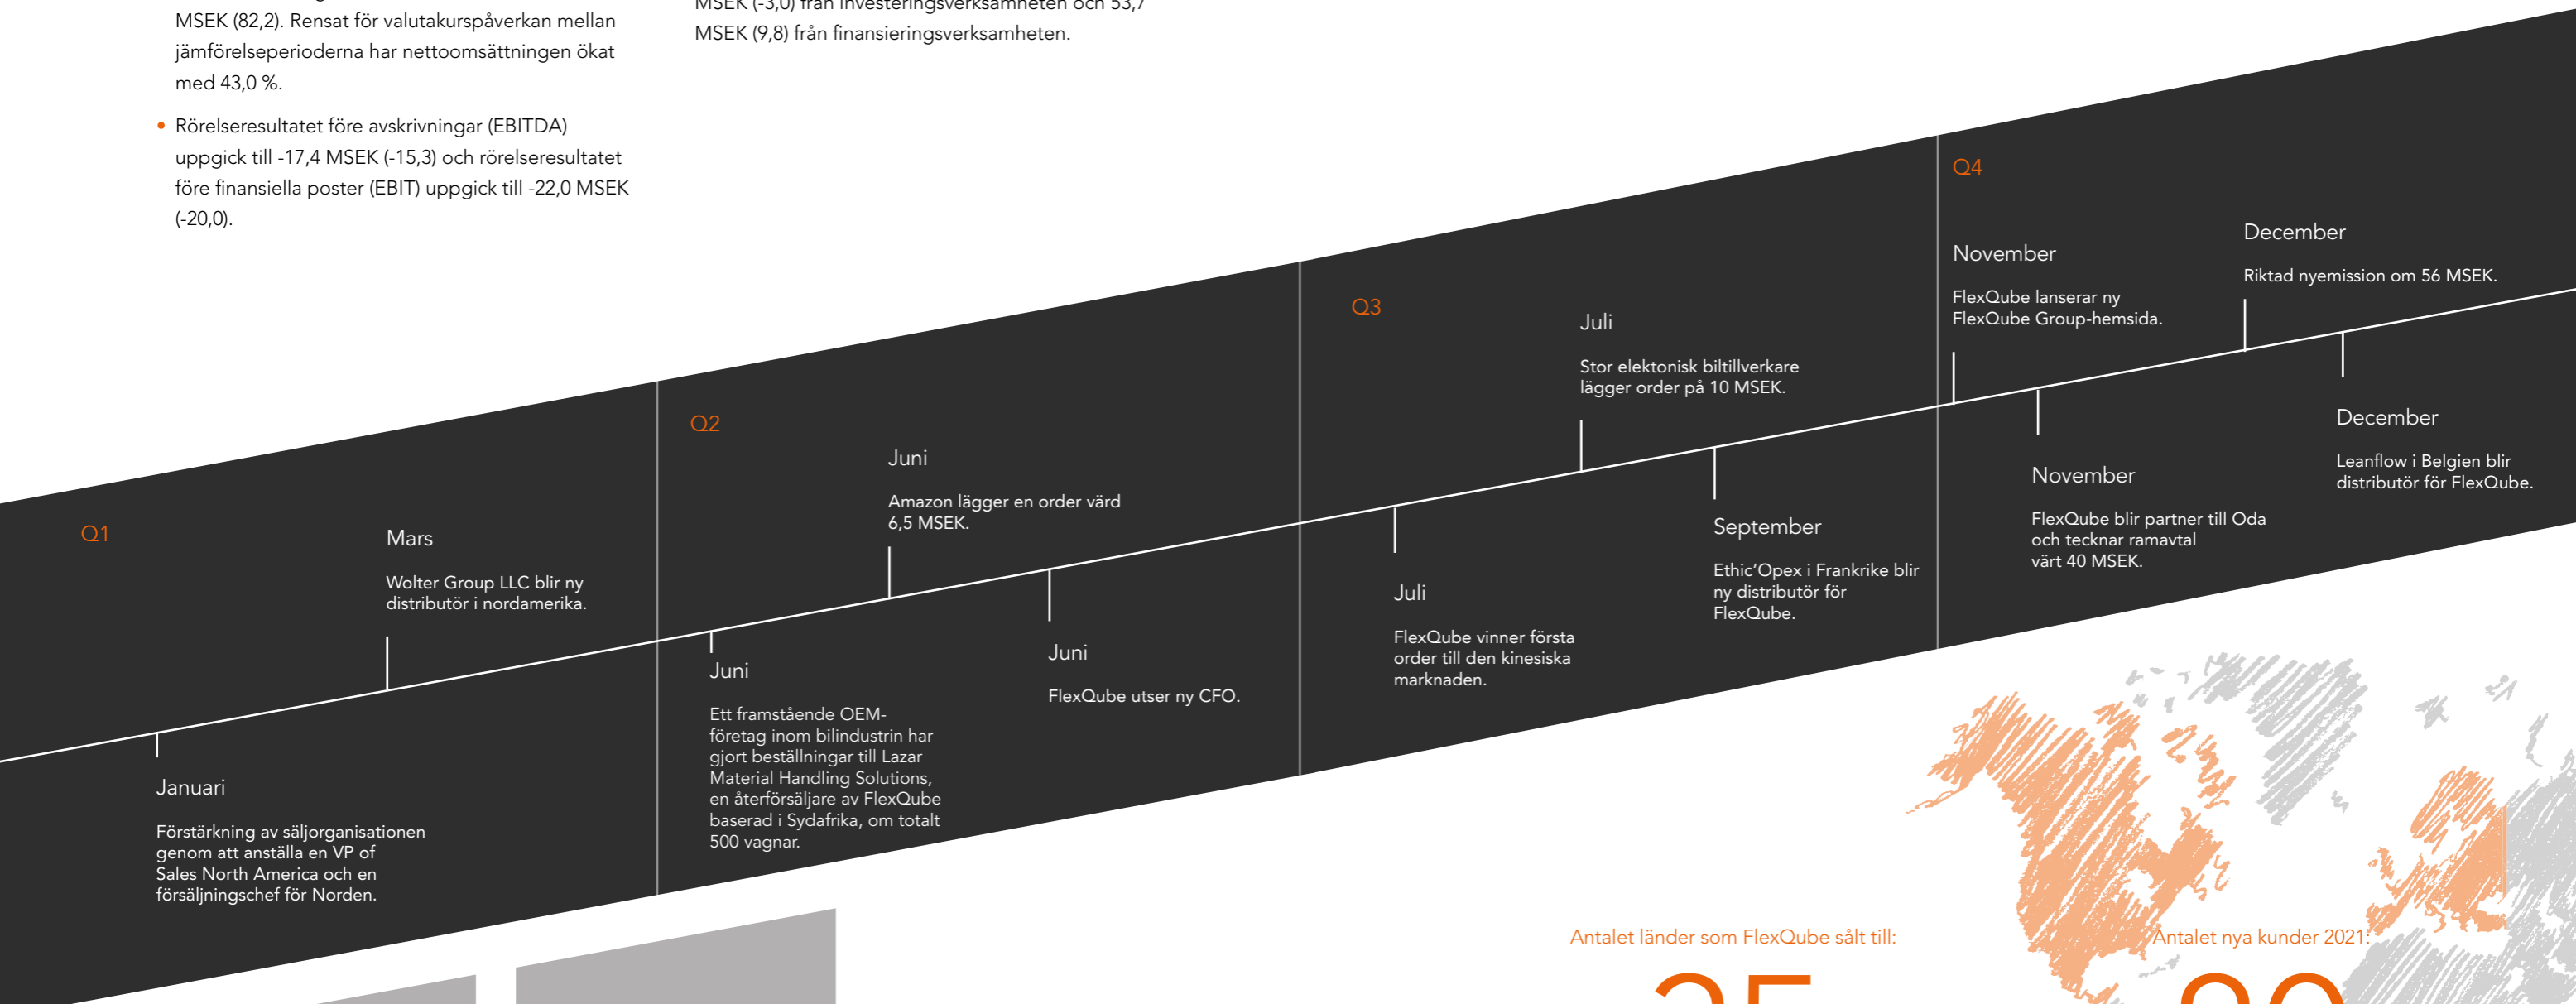 MSEK (82,2). Rensat för valutakurspåverkan mellan
jämförelseperioderna har nettoomsättningen ökat
med 43,0 %.
• Rörelseresultatet före avskrivningar (EBITDA)
uppgick till -17,4 MSEK (-15,3) och rörelseresultatet
före finansiella poster (EBIT) uppgick till -22,0 MSEK
(-20,0).
MSEK (-3,0) från investeringsverksamheten och 53,7
MSEK (9,8) från finansieringsverksamheten.
Q1
Januari
Förstärkning av säljorganisationen
genom att anställa en VP of
Sales North America och en
försäljningschef för Norden.
Mars
Wolter Group LLC blir ny
distributör i nordamerika.
Q2
Juni
Ett framstående OEM-
företag inom bilindustrin har
gjort beställningar till Lazar
Material Handling Solutions,
en återförsäljare av FlexQube
baserad i Sydafrika, om totalt
500 vagnar.
Juni
Amazon lägger en order värd
6,5 MSEK.
Juni
FlexQube utser ny CFO.
Q3
Juli
FlexQube vinner första
order till den kinesiska
marknaden.
Juli
Stor elektonisk biltillverkare
lägger order på 10 MSEK.
September
Ethic'Opex i Frankrike blir
ny distributör för
FlexQube.
Q4
November
FlexQube lanserar ny
FlexQube Group-hemsida.
November
FlexQube blir partner till Oda
och tecknar ramavtal
värt 40 MSEK.
December
Riktad nyemission om 56 MSEK.
December
Leanflow i Belgien blir
distributör för FlexQube.
Antalet länder som FlexQube sålt till:
Antalet nya kunder 2021: